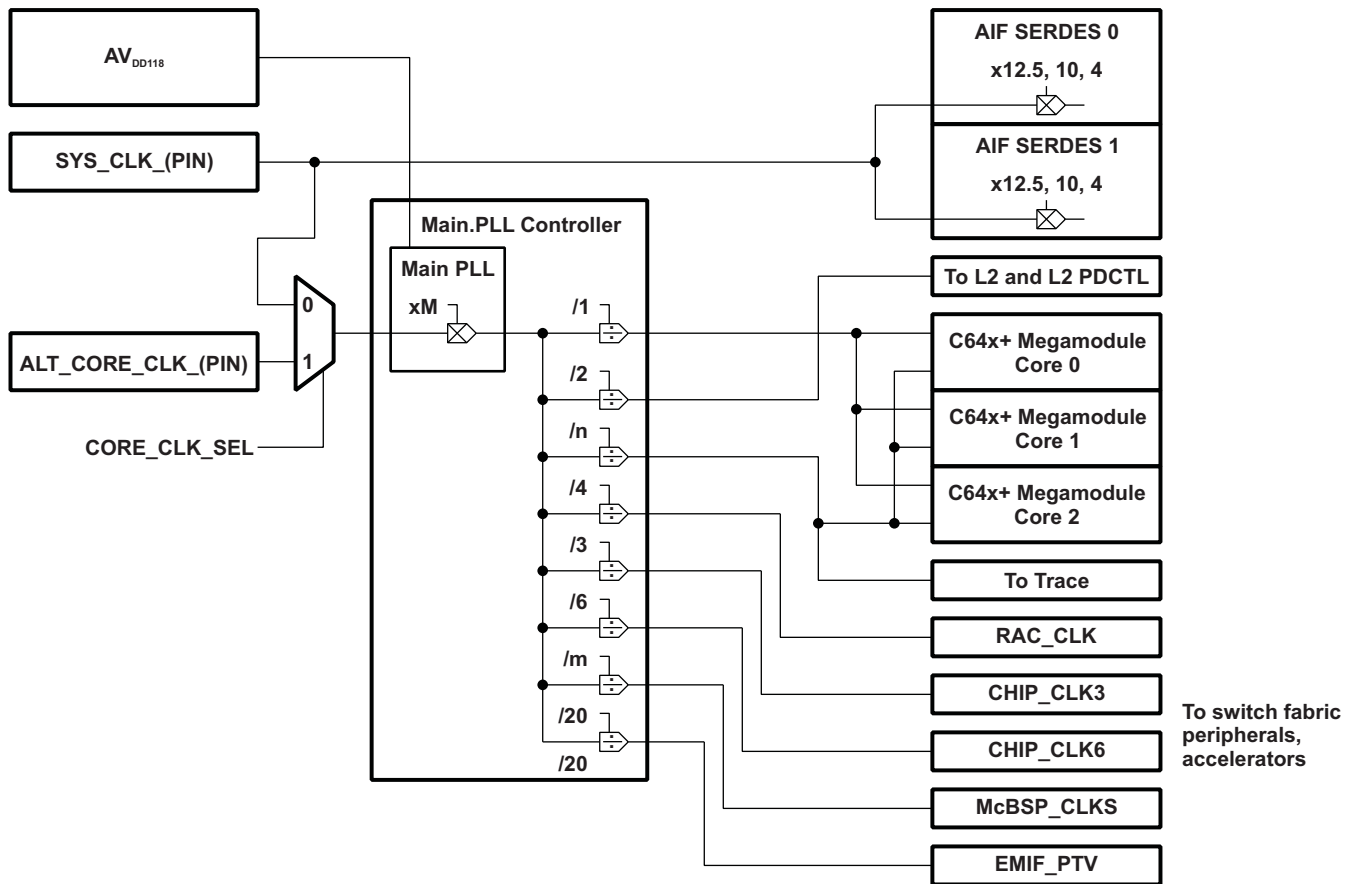 AVDD118
SYS_CLK_(PIN)
ALT_CORE_CLK_(PIN)
CORE_CLK_SEL
0
1
Main.PLL Controller
Main PLL
xM
/1
/2
/n
/4
/3
/6
/m
/20
/20
AIF SERDES 0
x12.5, 10, 4
AIF SERDES 1
x12.5, 10, 4
To L2 and L2 PDCTL
C64x+ Megamodule
Core 0
C64x+ Megamodule
Core 1
C64x+ Megamodule
Core 2
To Trace
RAC_CLK
CHIP_CLK3
CHIP_CLK6
McBSP_CLKS
EMIF_PTV
To switch fabric
peripherals,
accelerators